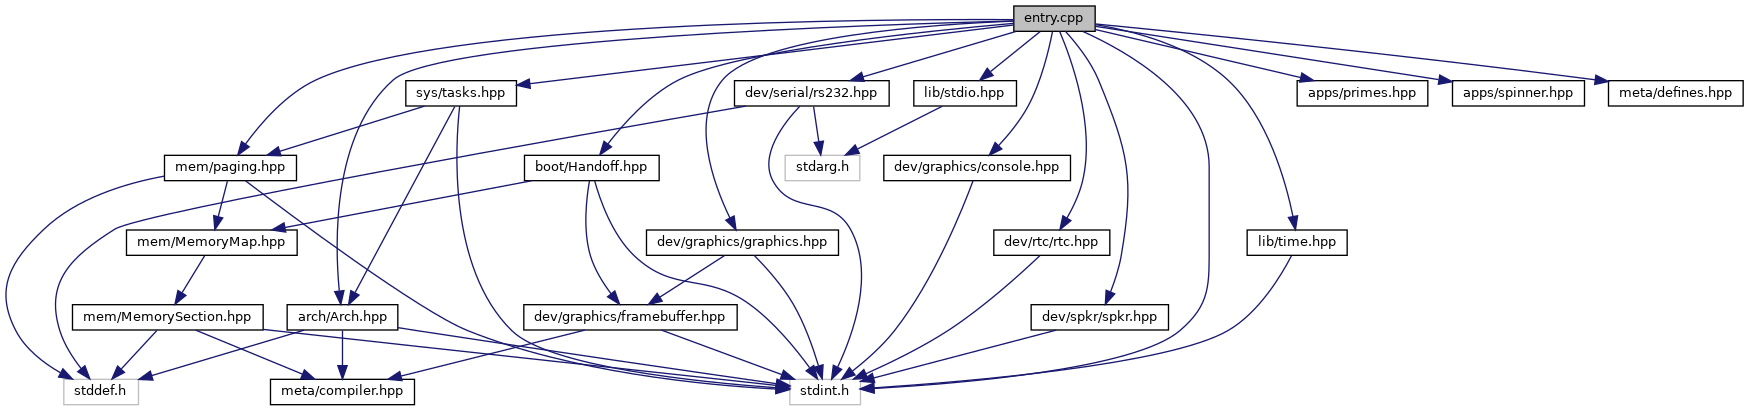 entry.cpp
sys/tasks.hpp
dev/serial/rs232.hpp
lib/stdio.hpp
apps/primes.hpp
apps/spinner.hpp
meta/defines.hpp
mem/paging.hpp
boot/Handoff.hpp
stdarg.h
dev/graphics/console.hpp
mem/MemoryMap.hpp
dev/graphics/graphics.hpp
dev/rtc/rtc.hpp
lib/time.hpp
mem/MemorySection.hpp
arch/Arch.hpp
dev/graphics/framebuffer.hpp
dev/spkr/spkr.hpp
stddef.h
meta/compiler.hpp
stdint.h